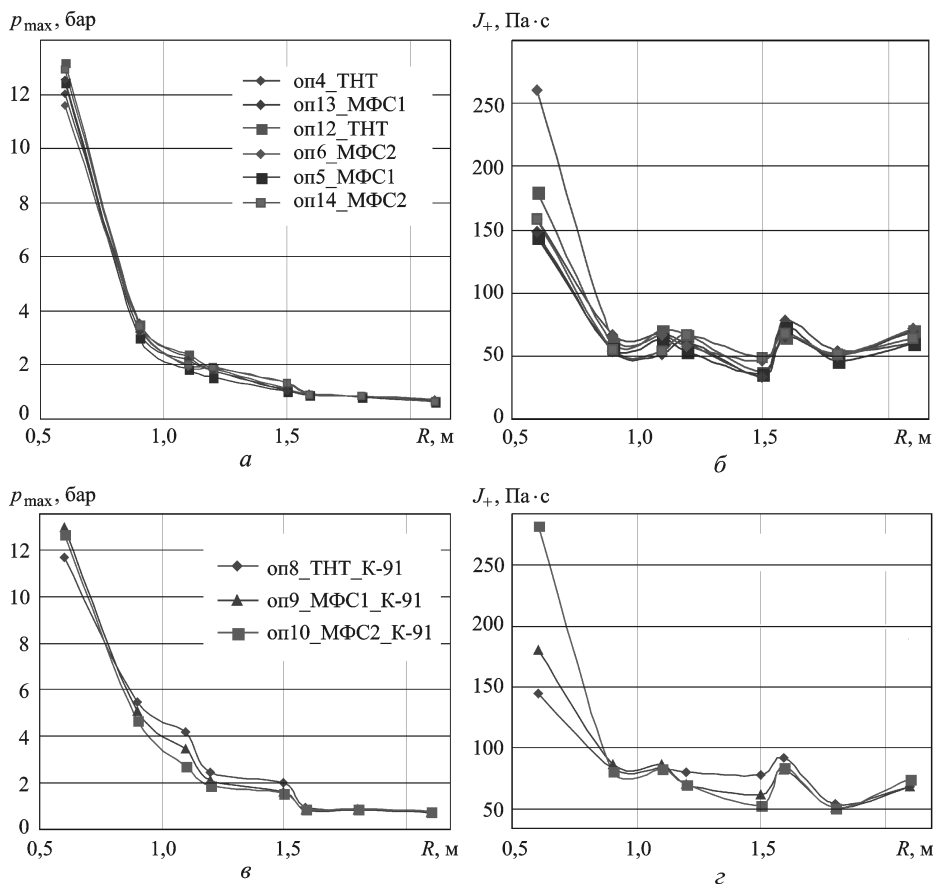 p max, бар
12
10
8
6
4
2
0
0,5
1,0
1,5
R, м
оп4_ТНТ
оп13_МФС1
оп12_ТНТ
оп6_МФС2
оп5_МФС1
оп14_МФС2
а
J+, Па·с
250
200
150
100
50
0
0,5
1,0
1,5
R, м
б
p max, бар
12
10
8
6
4
2
0
0,5
1,0
1,5
R, м
оп8_ТНТ_К-91
оп9_МФС1_К-91
оп10_МФС2_К-91
в
J+, Па·с
250
200
150
100
50
0,5
1,0
1,5
R, м
г